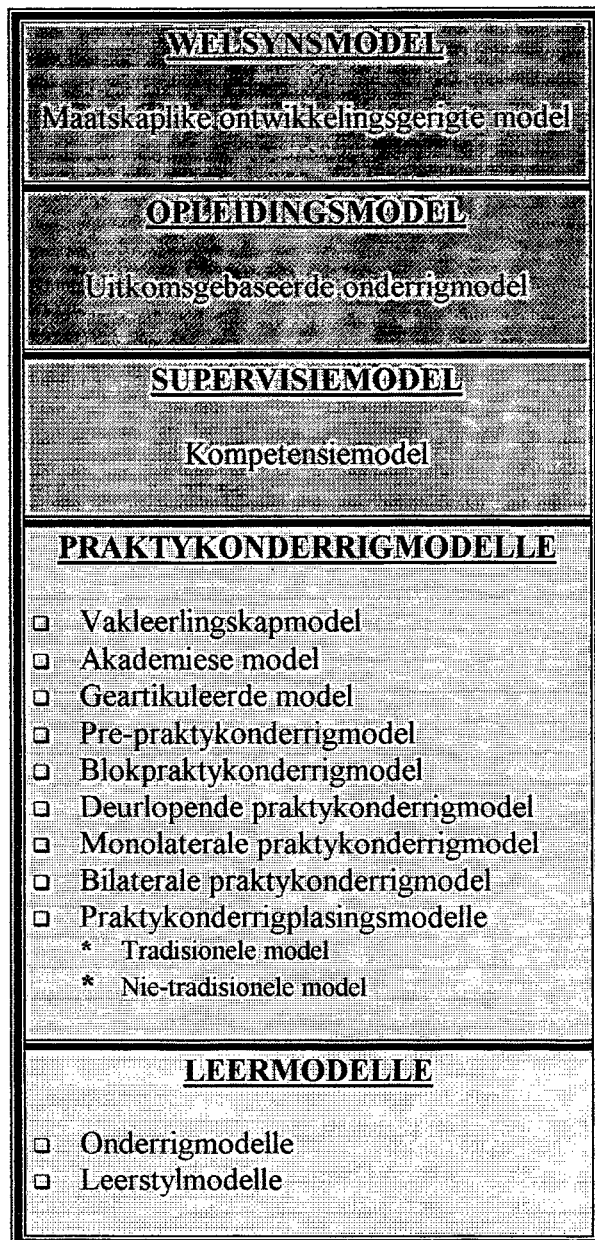 WELSYNSMODEL
Maatskaplike ontwikkelingsgerigte model
OPLEIDINGSMODEL
Uitkomsgebaseerde onderrigmodel
SUPERVISIEMODEL
Kompetensiemodel
PRAKTYKONDERRIGMODELLE
❑ Vakleerlingskapmodel
❑ Akademiese model
❑ Geartikuleerde model
❑ Pre-praktykonderrigmodel
❑ Blokpraktykonderrigmodel
❑ Deurlopende praktykonderrigmodel
❑ Monolaterale praktykonderrigmodel
❑ Bilaterale praktykonderrigmodel
❑ Praktykonderrigplasingsmodelle
* Tradisionele model
* Nie-tradisionele model
LEERMODELLE
❑ Onderrigmodelle
❑ Leerstylmodelle